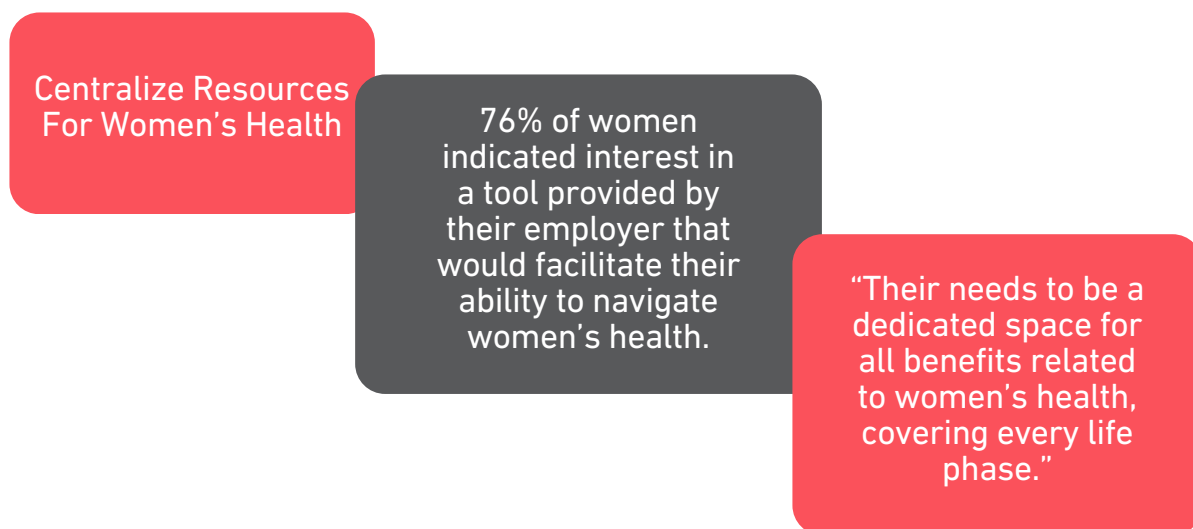 Centralize Resources
For Women’s Health
76% of women
indicated interest in
a tool provided by
their employer that
would facilitate their
ability to navigate
women’s health.
“Their needs to be a
dedicated space for
all benefits related
to women’s health,
covering every life
phase.”